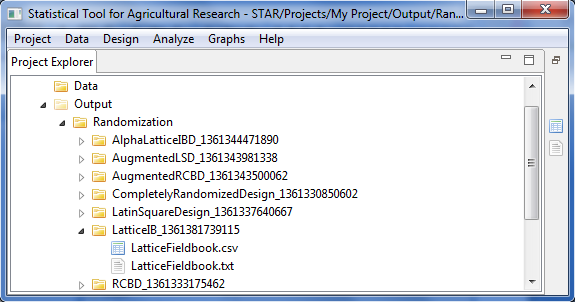 Statistical Tool for Agricultural Research - STAR/Projects/My Project/Output/Ran...
Project Data Design Analyze Graphs Help
Project Explorer
Data
Output
Randomization
AlphaLatticeIBD_1361344471890
AugmentedLSD_1361343981338
AugmentedRCBD_1361343500062
CompletelyRandomizedDesign_1361330850602
LatinSquareDesign_1361337640667
LatticeIB_1361381739115
LatticeFieldbook.csv
LatticeFieldbook.txt
RCBD_1361333175462